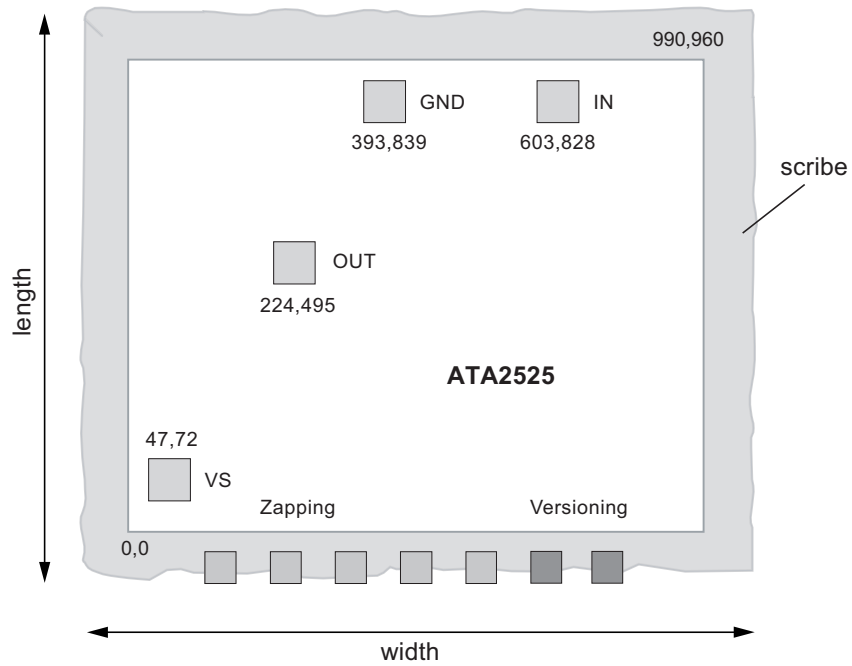 990,960
GND
IN
393,839
603,828
scribe
OUT
length
224,495
ATA2525
47,72
VS
Zapping
Versioning
0,0
width